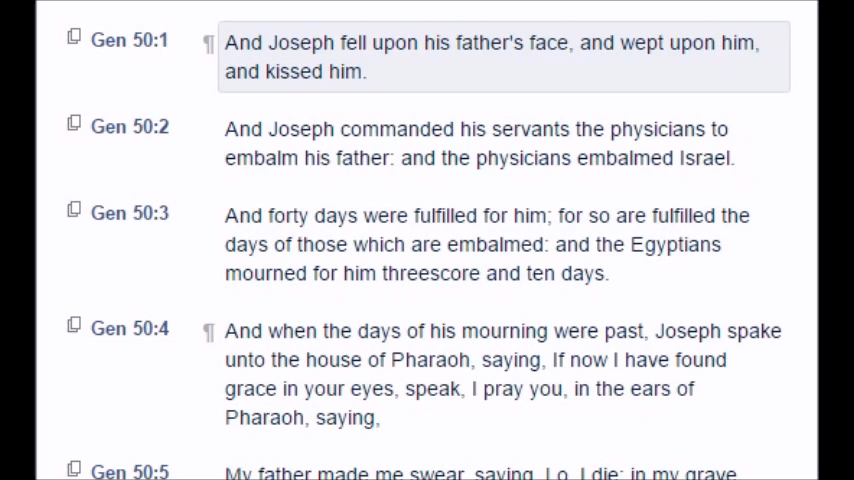 Gen 50:1 ¶ And Joseph fell upon his father's face, and wept upon him,
and kissed him.
Gen 50:2 And Joseph commanded his servants the physicians to
embalm his father: and the physicians embalmed Israel.
Gen 50:3 And forty days were fulfilled for him; for so are fulfilled the
days of those which are embalmed: and the Egyptians
mourned for him threescore and ten days.
Gen 50:4 ¶ And when the days of his mourning were past, Joseph spake
unto the house of Pharaoh, saying, If now I have found
grace in your eyes, speak, I pray you, in the ears of
Pharaoh, saying,
Gen 50:5 My father made me swear, saying, Lo, I die: in my grave